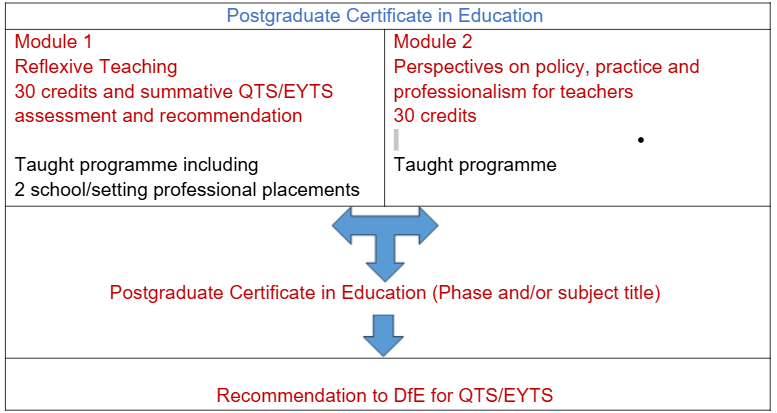 Postgraduate Certificate in Education
Module 1
Reflexive Teaching
30 credits and summative QTS/EYTS
assessment and recommendation
Taught programme including
2 school/setting professional placements
Module 2
Perspectives on policy, practice and
professionalism for teachers
30 credits
Taught programme
Postgraduate Certificate in Education (Phase and/or subject title)
Recommendation to DfE for QTS/EYTS